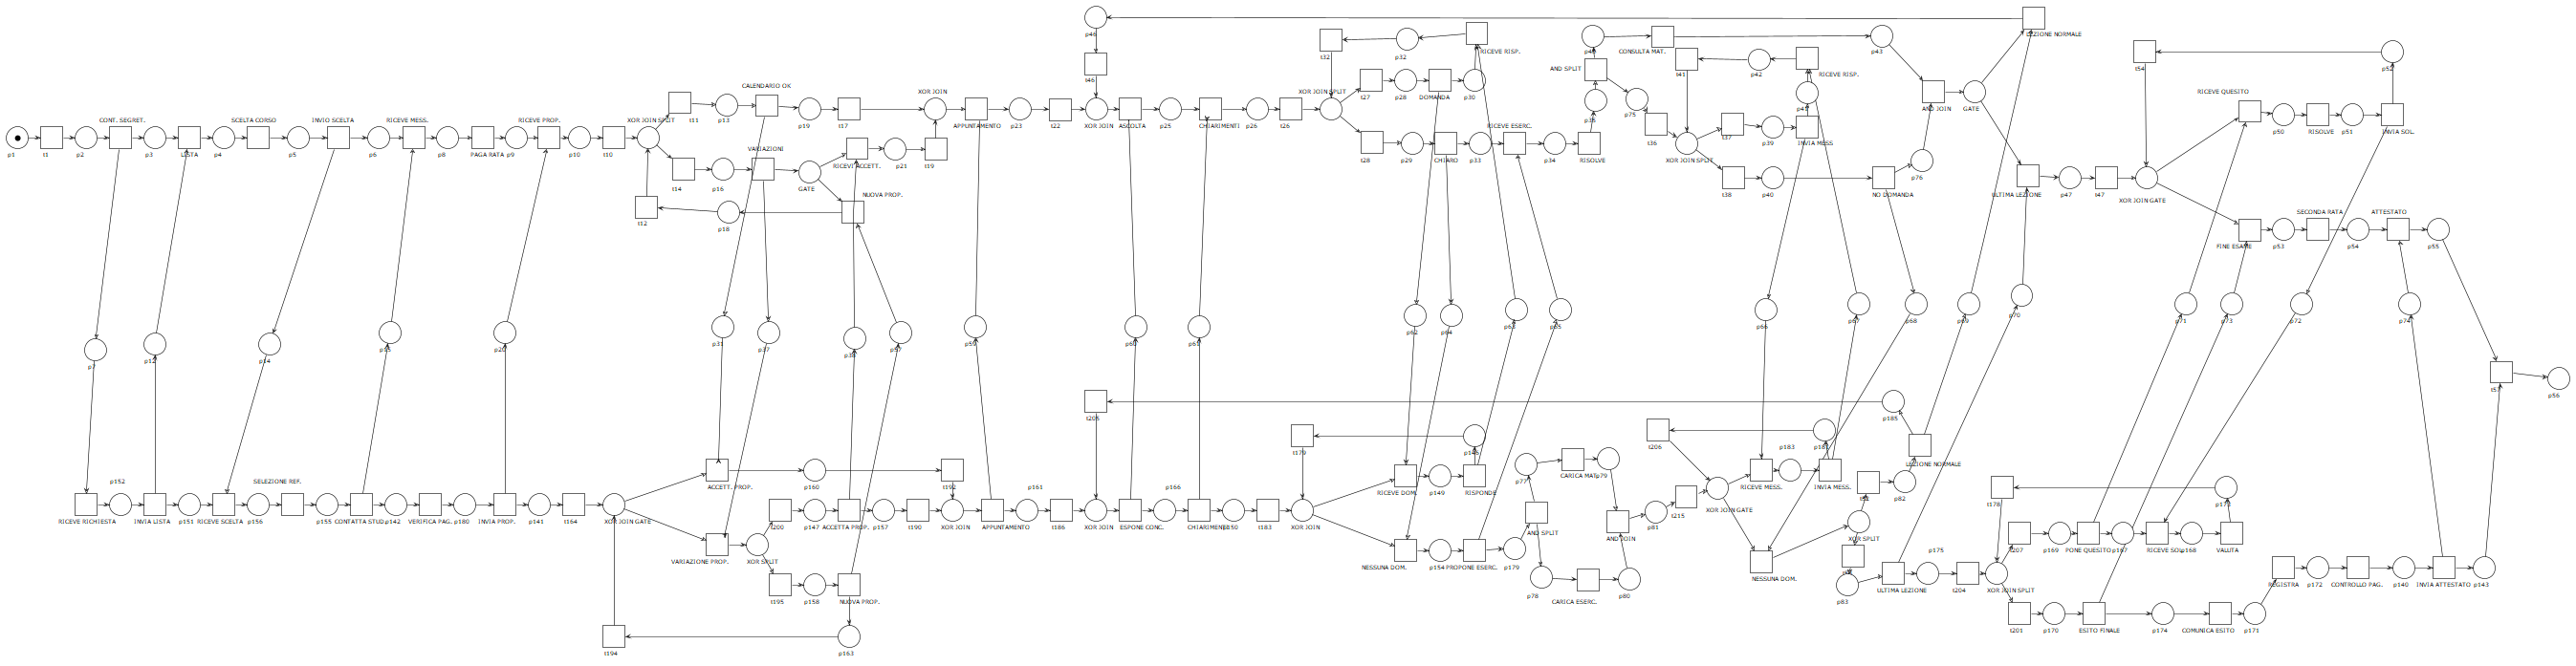 p46
LEZIONE NORMALE
t32
p32
RICEVE RISP.
CONSULTA MAT.
p43
t54
p52
t46
AND SPLIT
t41
p42
RICEVE RISP.
CALENDARIO OK
XOR JOIN
XOR JOIN SPLIT
t27
p28
DOMANDA
p30
p75
AND JOIN
GATE
RICEVE QUESITO
t11
p13
p19
t17
APPUNTAMENTO
p23
t22
XOR JOIN
ASCOLTA
p25
CHIARIMENTI
p26
t26
RICEVE ESERC.
t36
t37
p39
INVIA MESS
p50
RISOLVE
p51
INVIA SOL.
CONT. SEGRET.
SCELTA CORSO
INVIO SCELTA
RICEVE MESS.
RICEVE PROP.
XOR JOIN SPLIT
p1
t1
p2
p3
LISTA
p4
p5
p6
p8
PAGA RATA
p9
p10
t10
VARIAZIONI
RICEVI ACCETT.
p21
t19
t28
p29
CHIARO
p33
p34
RISOLVE
XOR JOIN SPLIT
p76
t14
p16
GATE
NUOVA PROP.
t38
p40
NO DOMANDA
ULTIMA LEZIONE
p47
t47
XOR JOIN GATE
t12
p18
SECONDA RATA
ATTESTATO
FINE ESAME
p53
p54
p55
p7
p12
p14
p15
p20
p31
p37
p38
p57
p59
p60
p61
p62
p64
p63
p65
p66
p67
p68
p69
p70
p71
p73
p72
p74
p56
t205
p185
t179
t206
p183
LEZIONE NORMALE
p152
SELEZIONE REF.
ACCETT. PROP.
p160
t192
p161
p166
RICEVE DOM.
p149
RISPONDE
p77
CARICA MAT.
p79
RICEVE MESS.
INVIA MESS.
p82
t178
RICEVE RICHIESTA
INVIA LISTA
p151
RICEVE SCELTA
p156
p155
CONTATTA STUD.
p142
VERIFICA PAG.
p180
INVIA PROP.
p141
t164
XOR JOIN GATE
t200
p147
ACCETTA PROP.
p157
t190
XOR JOIN
APPUNTAMENTO
t186
XOR JOIN
ESPONE CONC.
CHIARIMENTI
t183
XOR JOIN
AND SPLIT
AND JOIN
p81
t215
XOR JOIN GATE
XOR SPLIT
t207
p169
PONE QUESITO
p167
RICEVE SOL.
p168
VALUTA
VARIAZIONE PROP.
XOR SPLIT
NESSUNA DOM.
p154
PROPONE ESERC.
p179
NESSUNA DOM.
p175
t195
p158
NUOVA PROP.
p78
CARICA ESERC.
p80
p83
ULTIMA LEZIONE
t204
XOR JOIN SPLIT
REGISTRA
p172
CONTROLLO PAG.
p140
INVIA ATTESTATO
p143
t201
p170
ESITO FINALE
p174
COMUNICA ESITO
p171
t194
p163